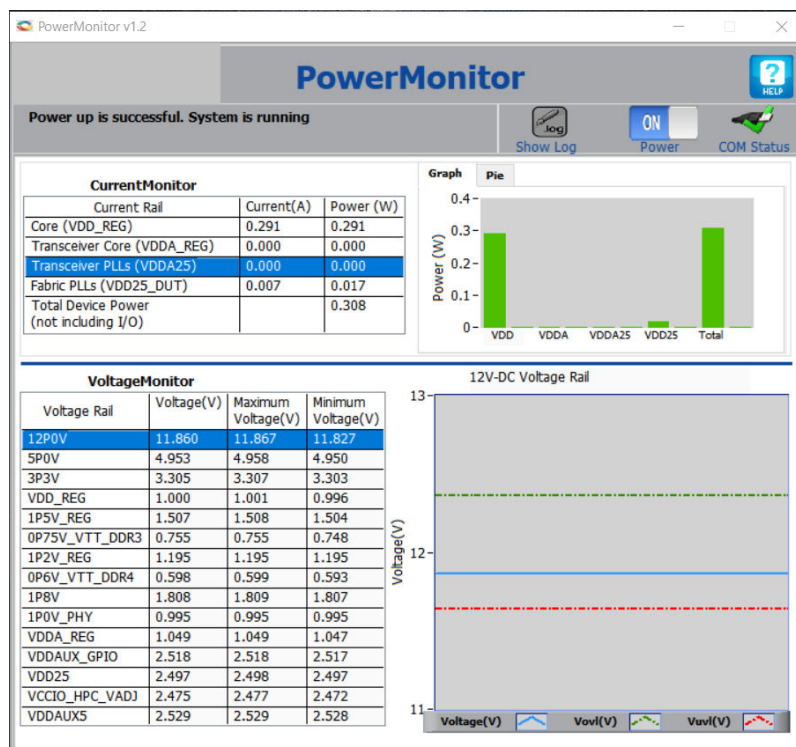 PowerMonitor v1.2
PowerMonitor
HELP
Power up is successful. System is running
.log
ON
Show Log
Power
COM Status
CurrentMonitor
Current Rail Current(A) Power (W)
Core (VDD_REG) 0.291 0.291
Transceiver Core (VDDA_REG) 0.000 0.000
Transceiver PLLs (VDDA25) 0.000 0.000
Fabric PLLs (VDD25_DUT) 0.007 0.017
Total Device Power 0.308
(not including I/O)
Graph Pie
0.4
0.3
0.2
0.1
0
Power (W)
VDD VDDA VDDA25 VDD25 Total
VoltageMonitor
Voltage Rail Voltage(V) Maximum Voltage(V) Minimum Voltage(V)
12P0V 11.860 11.867 11.827
5P0V 4.953 4.958 4.950
3P3V 3.305 3.307 3.303
VDD_REG 1.000 1.001 0.996
1P5V_REG 1.507 1.508 1.504
0P75V_VTT_DDR3 0.755 0.755 0.748
1P2V_REG 1.195 1.195 1.195
0P6V_VTT_DDR4 0.598 0.599 0.593
1P8V 1.808 1.809 1.807
1P0V_PHY 0.995 0.995 0.995
VDDA_REG 1.049 1.049 1.047
VDDAUX_GPIO 2.518 2.518 2.517
VDD25 2.497 2.498 2.497
VCCIO_HPC_VADJ 2.475 2.477 2.472
VDDAUX5 2.529 2.529 2.528
12V-DC Voltage Rail
13
12
11
Voltage(V)
Voltage(V) Vovl(V) Vuvl(V)